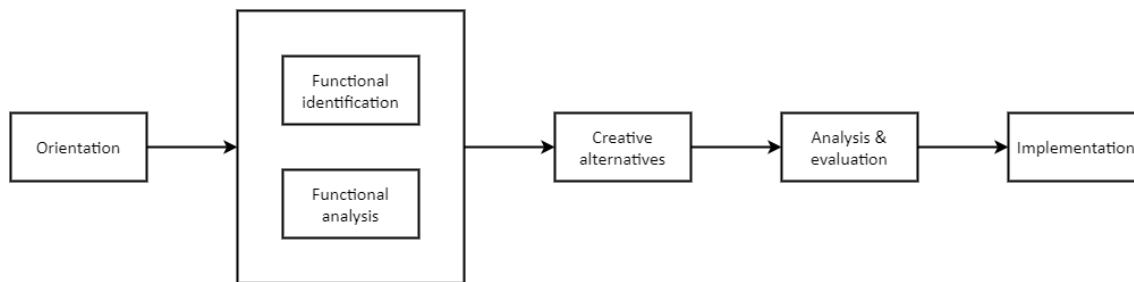 Orientation
Functional
identification
Functional
analysis
Creative
alternatives
Analysis &
evaluation
Implementation